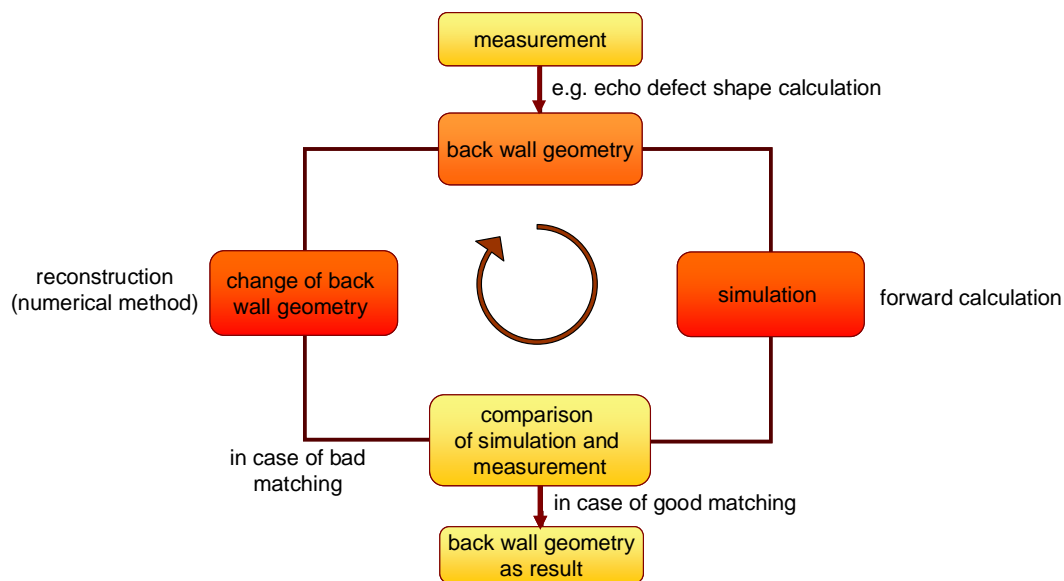 measurement
e.g. echo defect shape calculation
back wall geometry
reconstruction
(numerical method)
change of back
wall geometry
simulation
forward calculation
comparison
of simulation and
measurement
in case of bad
matching
in case of good matching
back wall geometry
as result